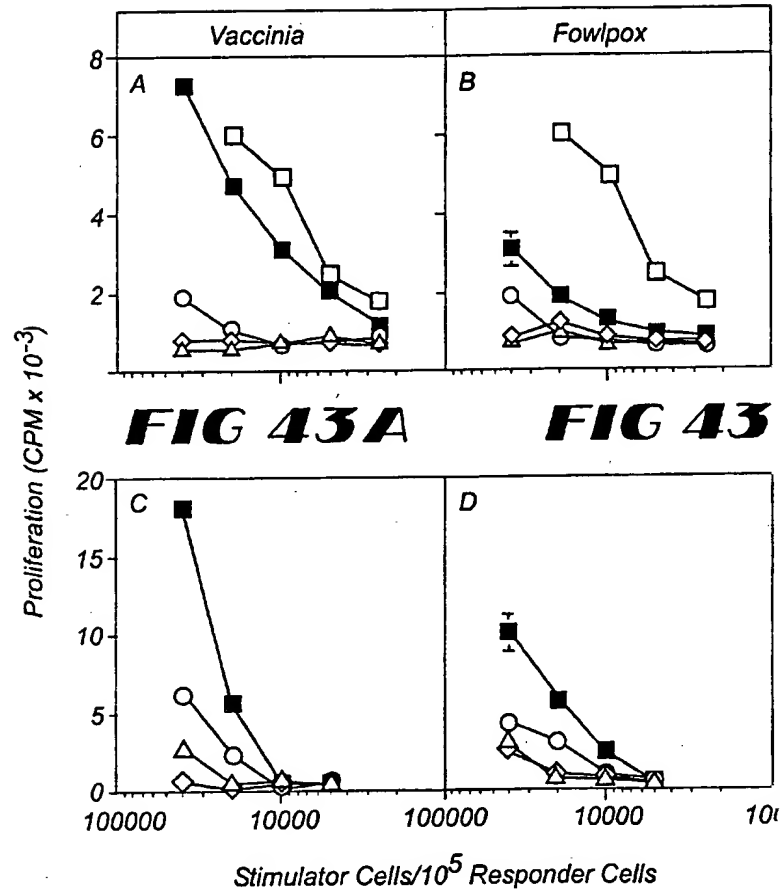 Vaccinia Fowlpox
8 A B
6
4
2
Proliferation (CPM x 10⁻³)
FIG 43A FIG 43
20 C D
15
10
5
0
100000 10000 100000 10000
Stimulator Cells/10⁵ Responder Cells